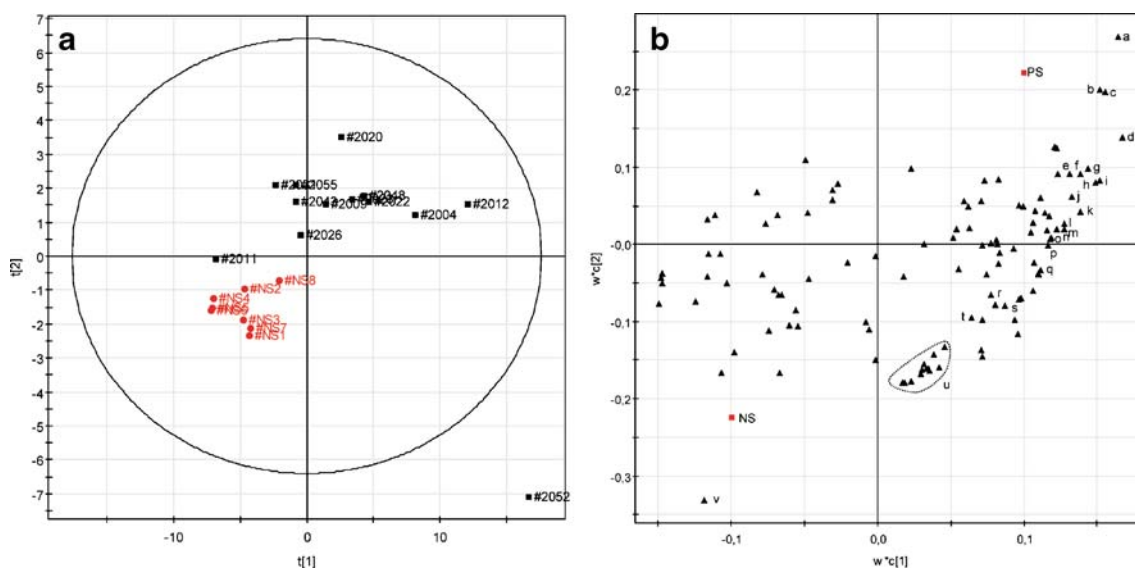 a
7
6
5
4
3
2
1
0
-1
-2
-3
-4
-5
-6
-7
t[2]
-10
0
10
t[1]
#2020
#2055
#2009
#2048
#2022
#2004
#2012
#2026
#2011
#NS8
#NS2
#NS4
#NS3
#NS7
#NS1
#2052
b
0,2
0,1
-0,0
-0,1
-0,2
-0,3
w*c[2]
-0,1
0,0
0,1
w*c[1]
a
PS
b c
d
e f g
h i
j
k
l
m
o n
p
q
r
s
t
u
NS
v